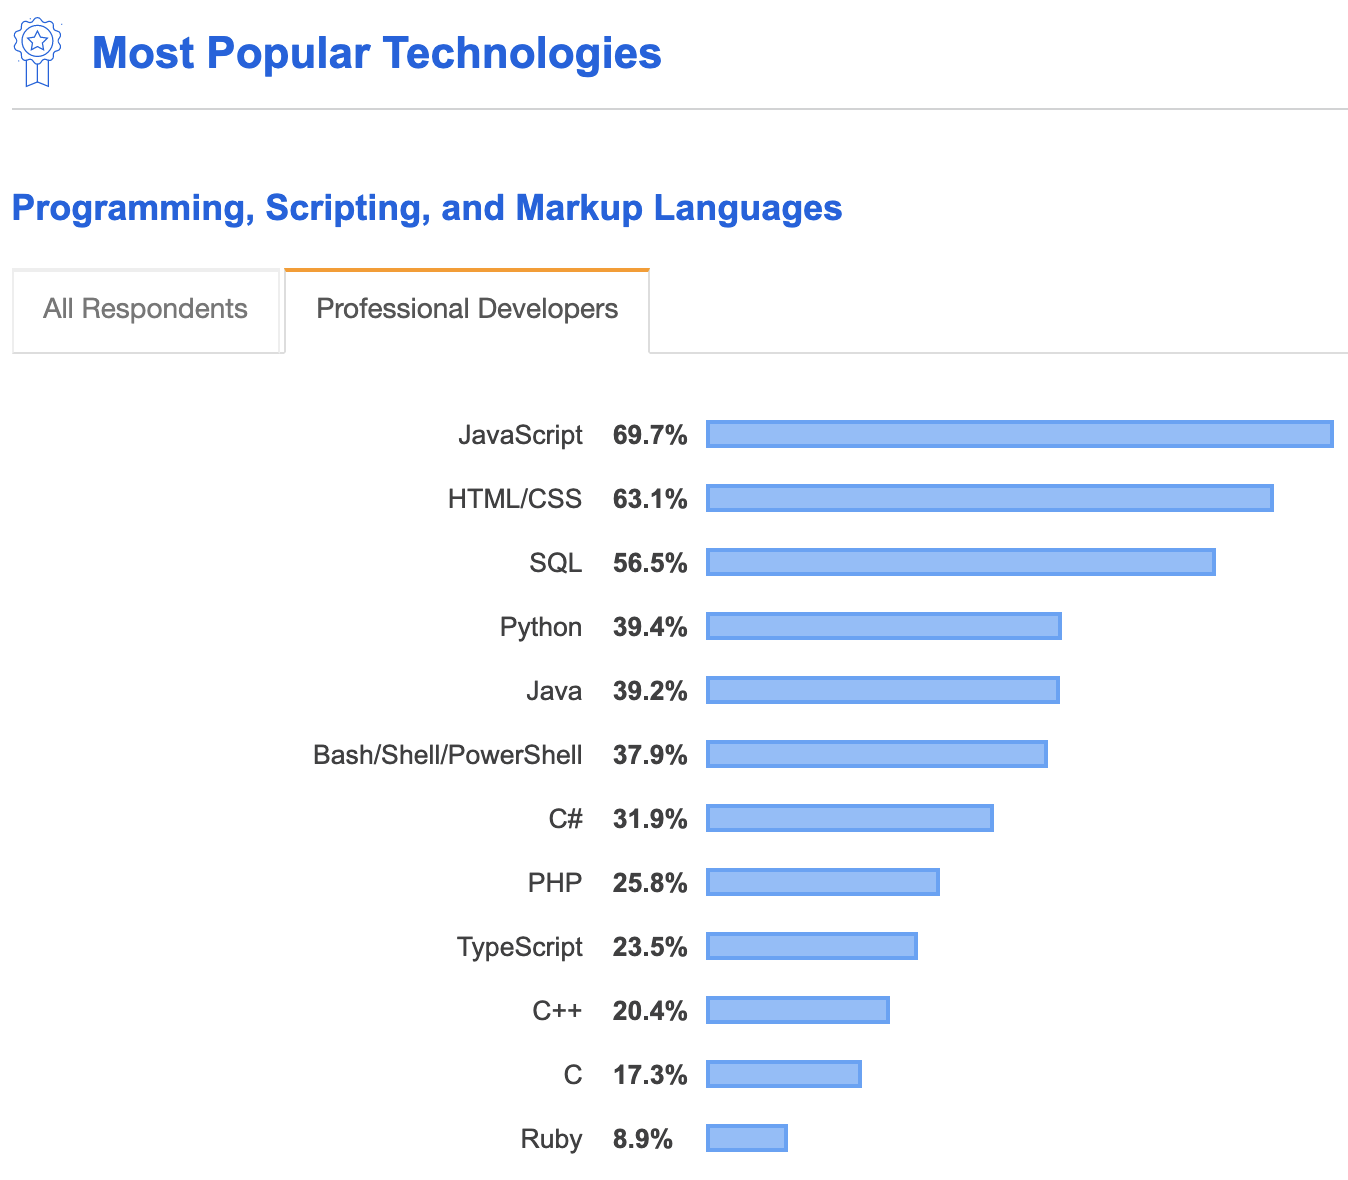 Most Popular Technologies
Programming, Scripting, and Markup Languages
All Respondents
Professional Developers
JavaScript 69.7%
HTML/CSS 63.1%
SQL 56.5%
Python 39.4%
Java 39.2%
Bash/Shell/PowerShell 37.9%
C# 31.9%
PHP 25.8%
TypeScript 23.5%
C++ 20.4%
C 17.3%
Ruby 8.9%